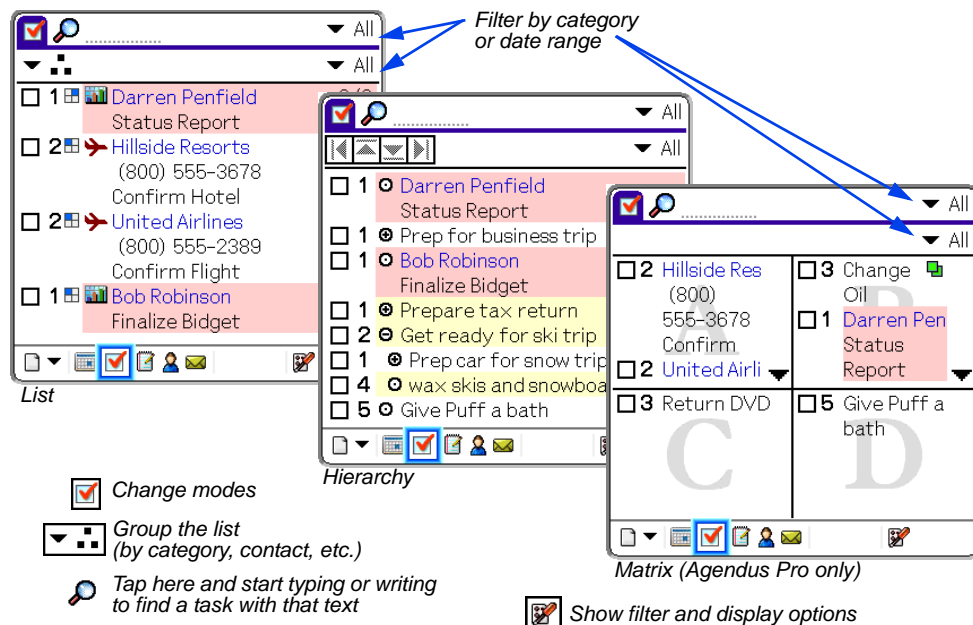 Filter by category
or date range
All
All
1 Darren Penfield
Status Report
2 Hillside Resorts
(800) 555-3678
Confirm Hotel
2 United Airlines
(800) 555-2389
Confirm Flight
1 Bob Robinson
Finalize Bidget
List
All
All
1 Darren Penfield
Status Report
1 Prep for business trip
1 Bob Robinson
Finalize Bidget
1 Prepare tax return
2 Get ready for ski trip
1 Prep car for snow trip
4 wax skis and snowboa
5 Give Puff a bath
Hierarchy
All
All
A
2 Hillside Res
(800)
555-3678
Confirm
2 United Airli
B
3 Change
Oil
1 Darren Pen
Status
Report
C
3 Return DVD
D
5 Give Puff a
bath
Matrix (Agendus Pro only)
Change modes
Group the list
(by category, contact, etc.)
Tap here and start typing or writing
to find a task with that text
Show filter and display options